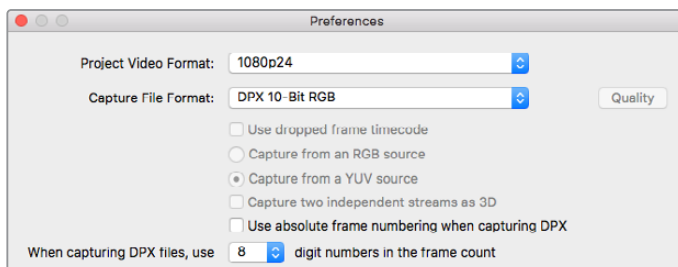 Preferences
Project Video Format: 1080p24
Capture File Format: DPX 10-Bit RGB Quality
Use dropped frame timecode
Capture from an RGB source
Capture from a YUV source
Capture two independent streams as 3D
Use absolute frame numbering when capturing DPX
When capturing DPX files, use 8 digit numbers in the frame count